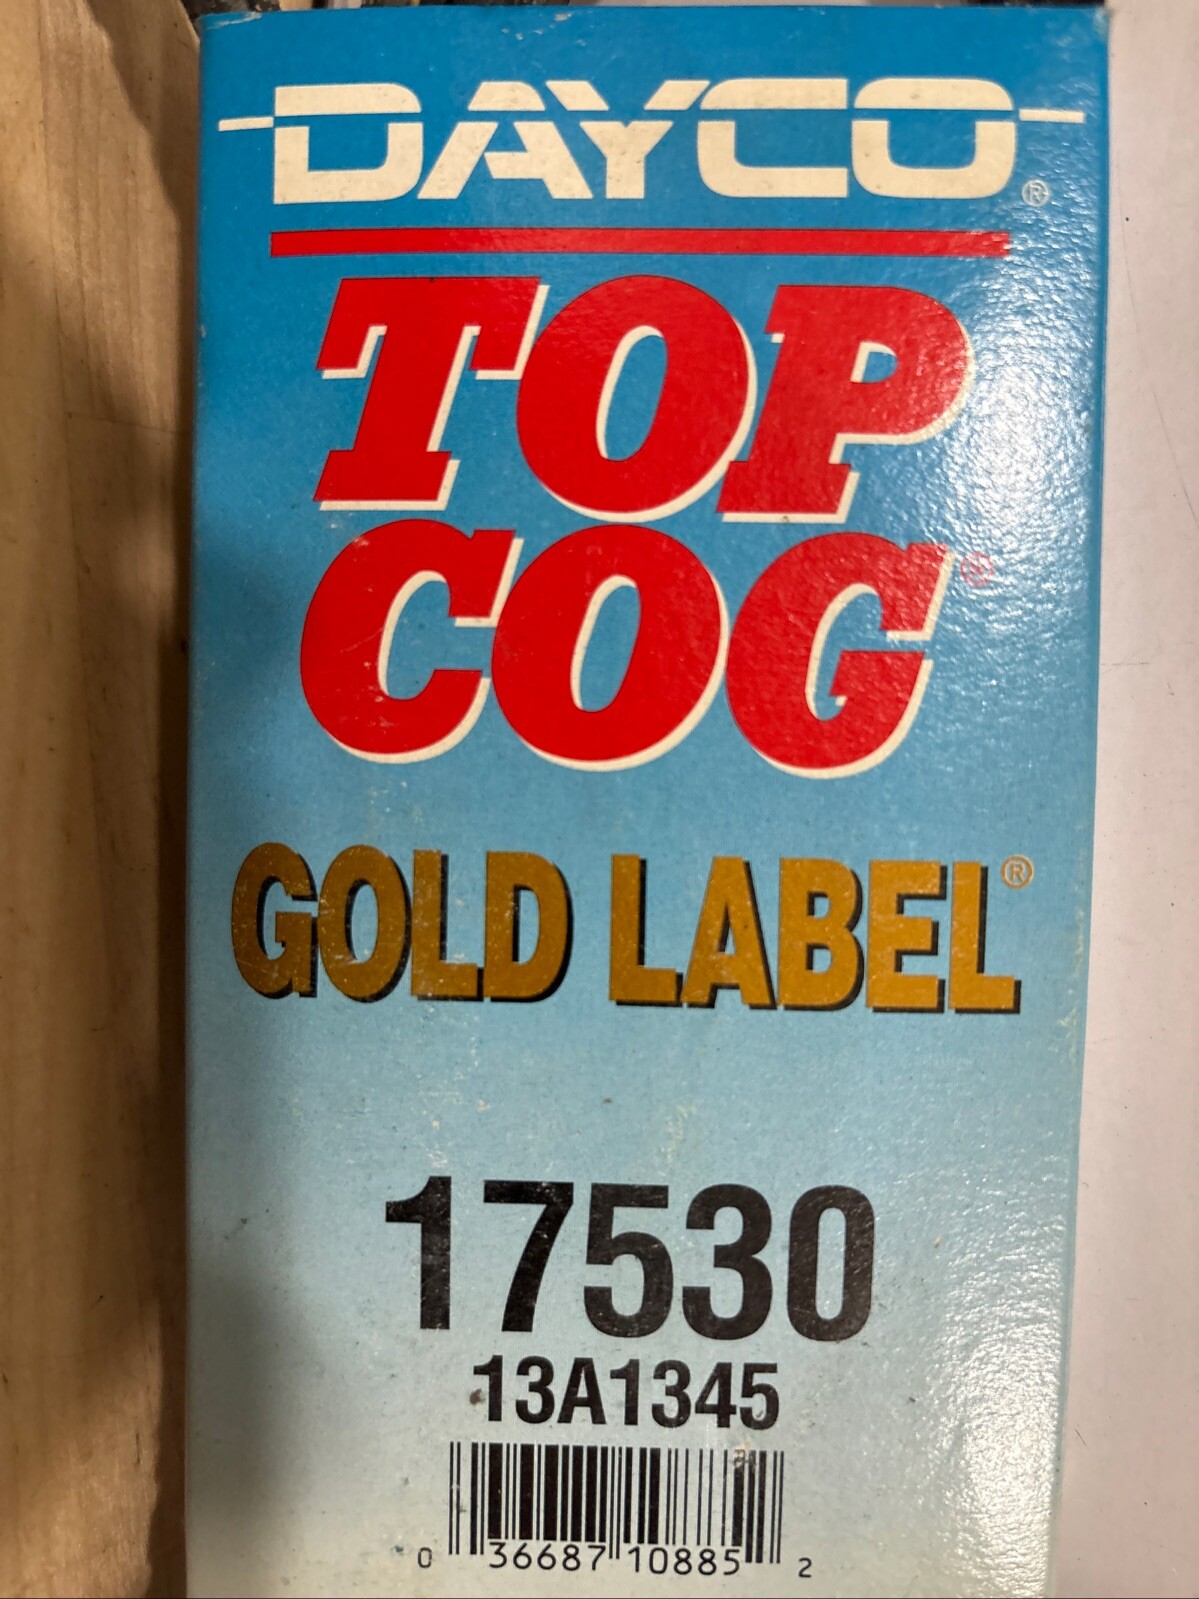 DAYCO®
TOP
COG®
GOLD LABEL®
17530
13A1345
0 36687 10885 2